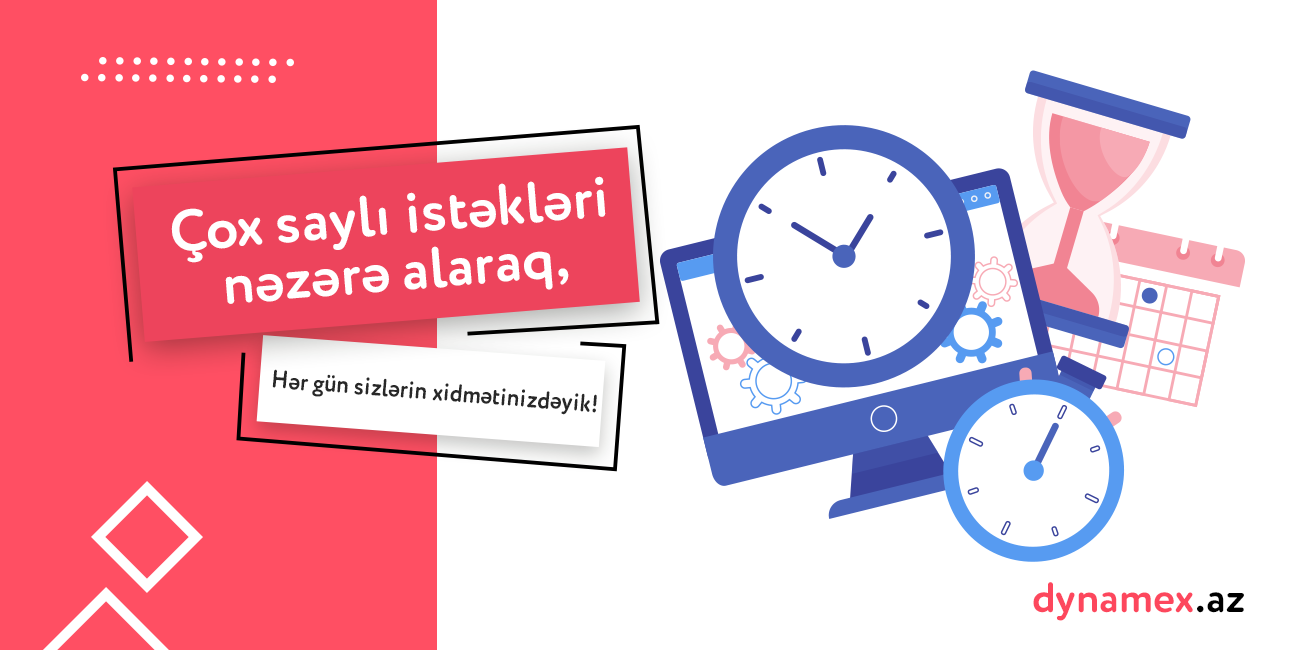 Çox saylı istəkləri
nəzərə alaraq,
Hər gün sizlərin xidmətinizdəyik!
dynamex.az